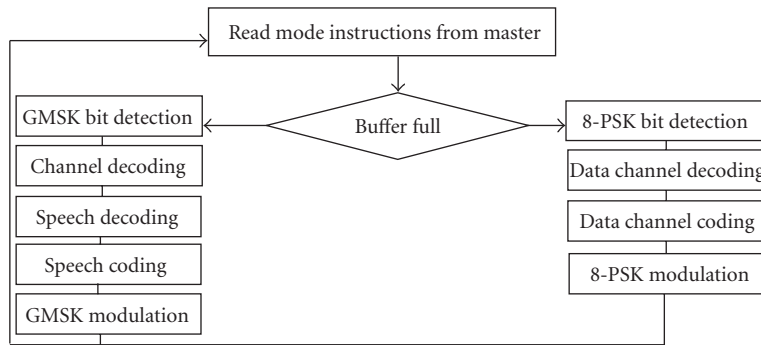 Read mode instructions from master
Buffer full
GMSK bit detection
Channel decoding
Speech decoding
Speech coding
GMSK modulation
8-PSK bit detection
Data channel decoding
Data channel coding
8-PSK modulation